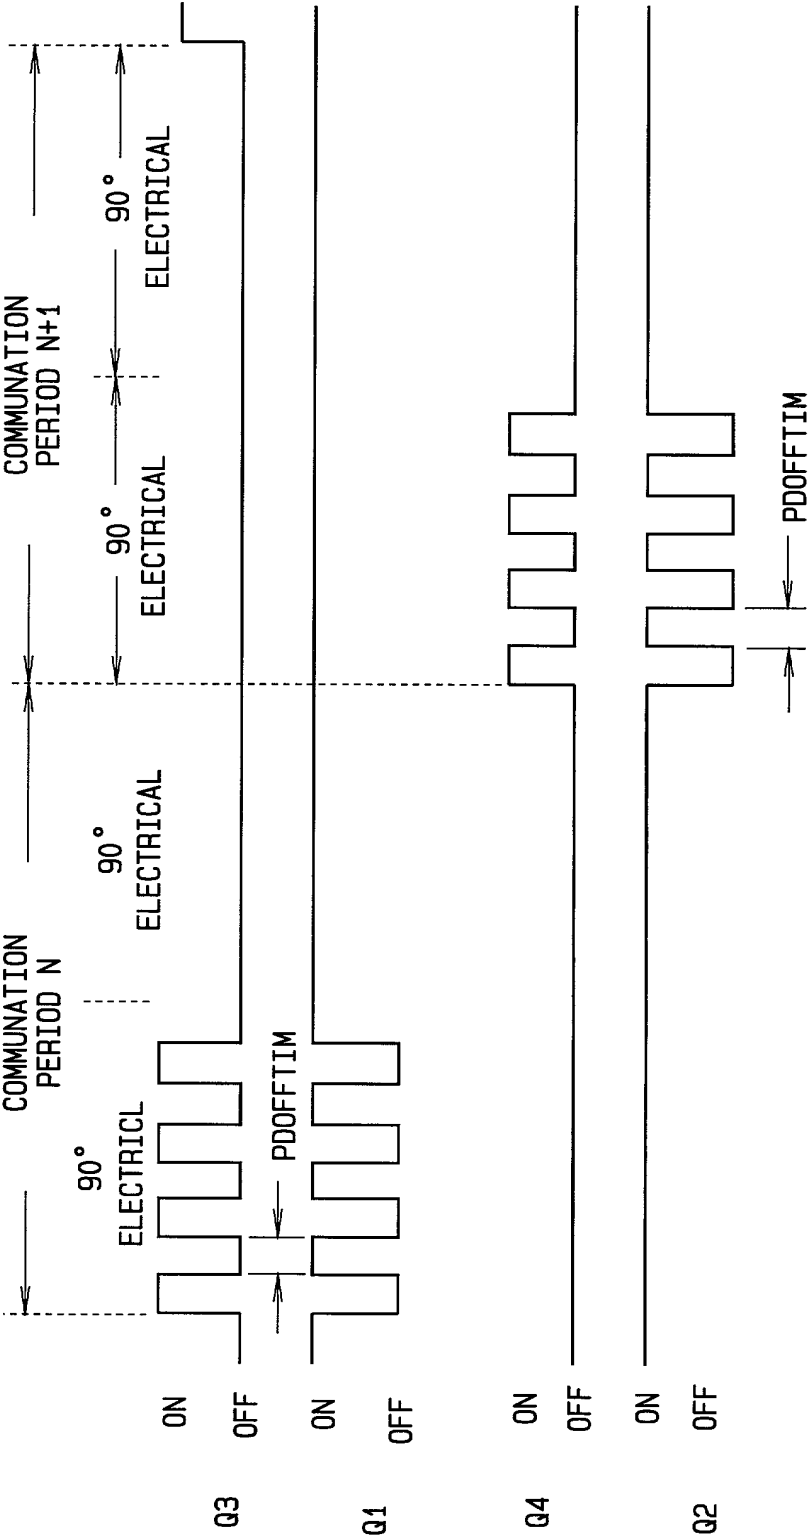 COMMUNATION
PERIOD N
COMMUNATION
PERIOD N+1
90°
ELECTRICL
90°
ELECTRICAL
90°
ELECTRICAL
90°
ELECTRICAL
Q3
ON
OFF
PDOFFTIM
Q1
ON
OFF
Q4
ON
OFF
Q2
ON
OFF
PDOFFTIM